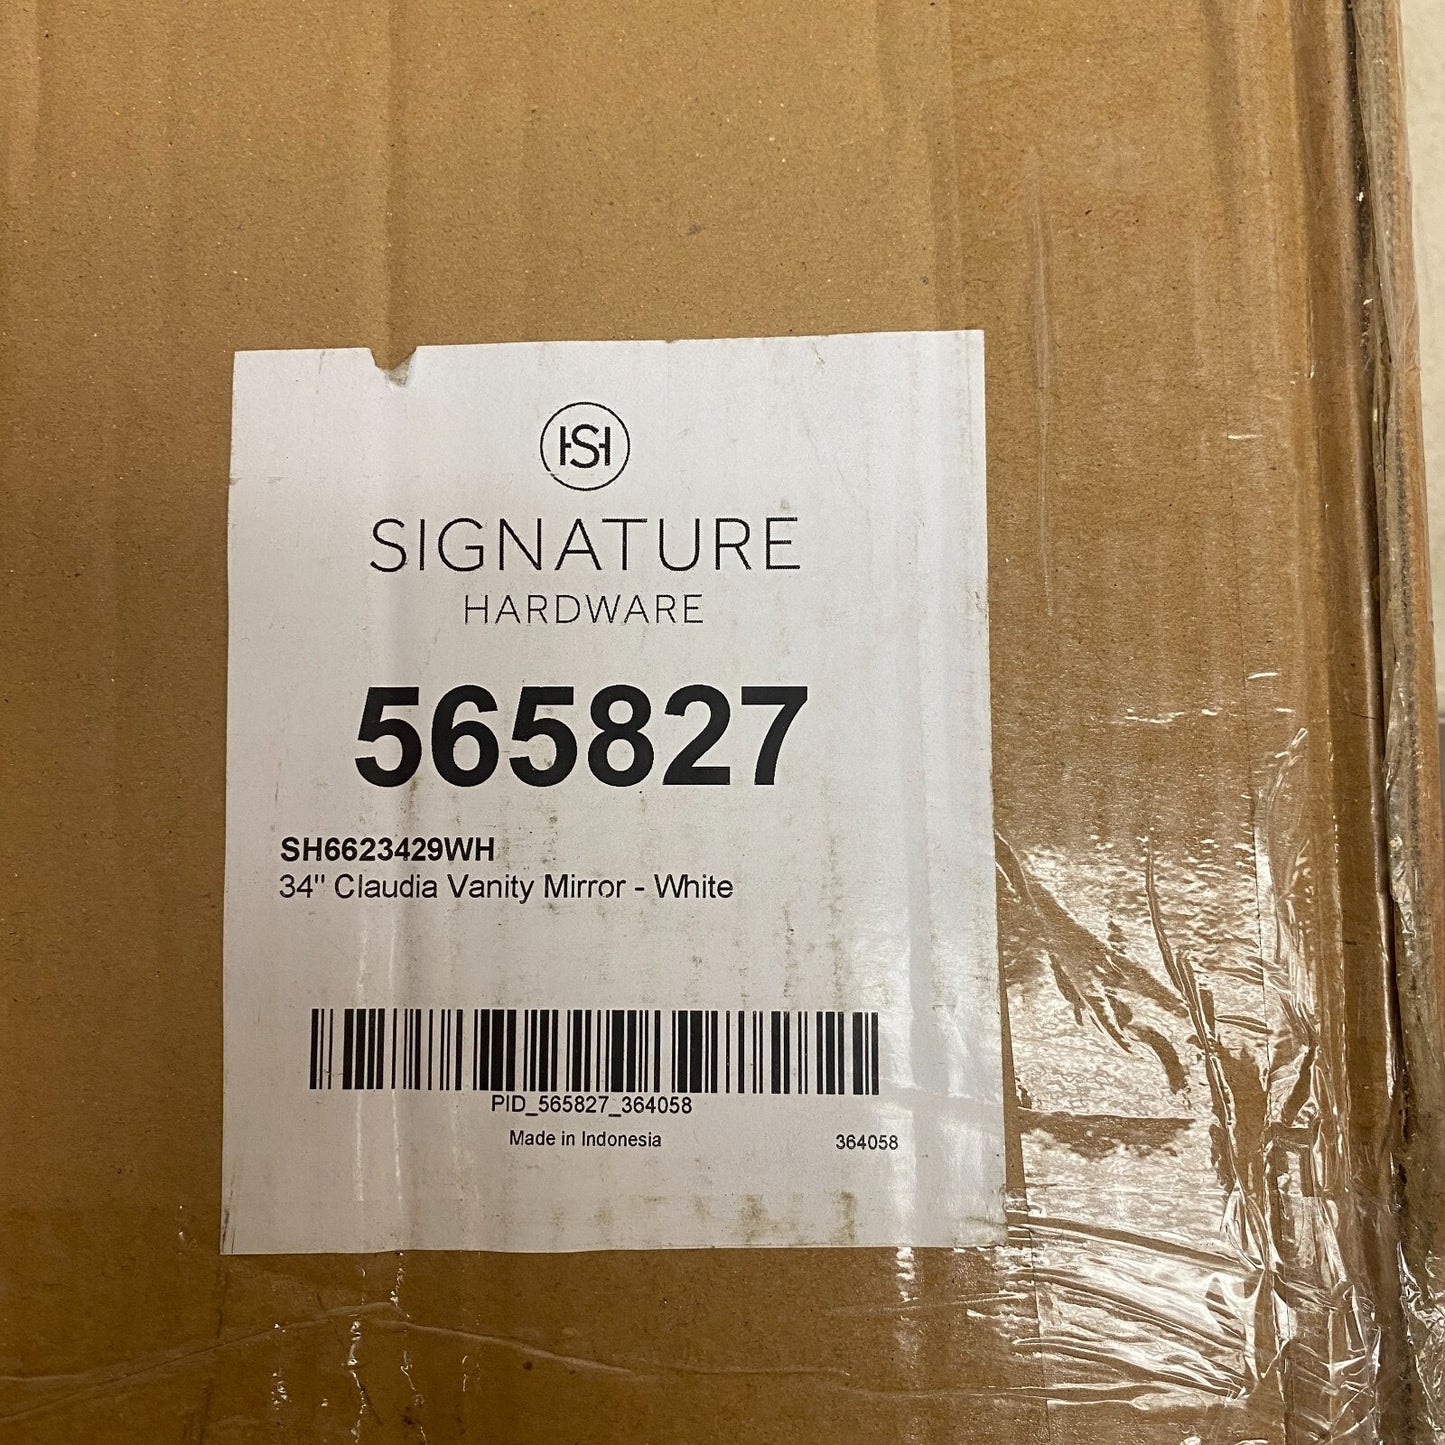 SH
SIGNATURE
HARDWARE
565827
SH6623429WH
34" Claudia Vanity Mirror - White
PID_565827_364058
Made in Indonesia 364058